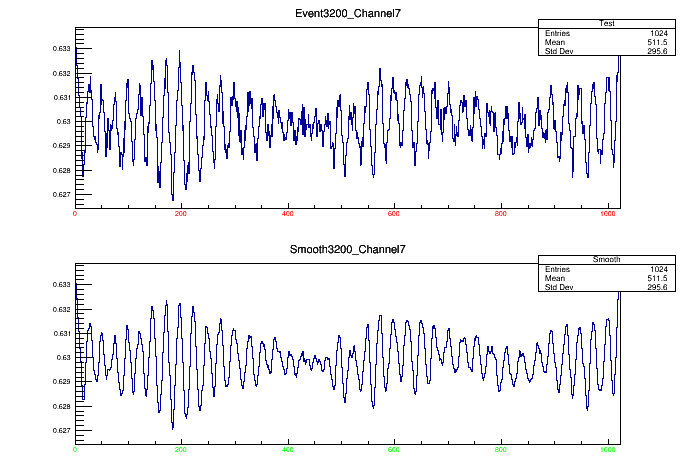 Event3200_Channel7
Test
Entries 1024
Mean 511.5
Std Dev 295.6
0.633
0.632
0.631
0.63
0.629
0.628
0.627
0 200 400 600 800 1000
Smooth3200_Channel7
Smooth
Entries 1024
Mean 511.5
Std Dev 295.6
0.633
0.632
0.631
0.63
0.629
0.628
0.627
0 200 400 600 800 1000